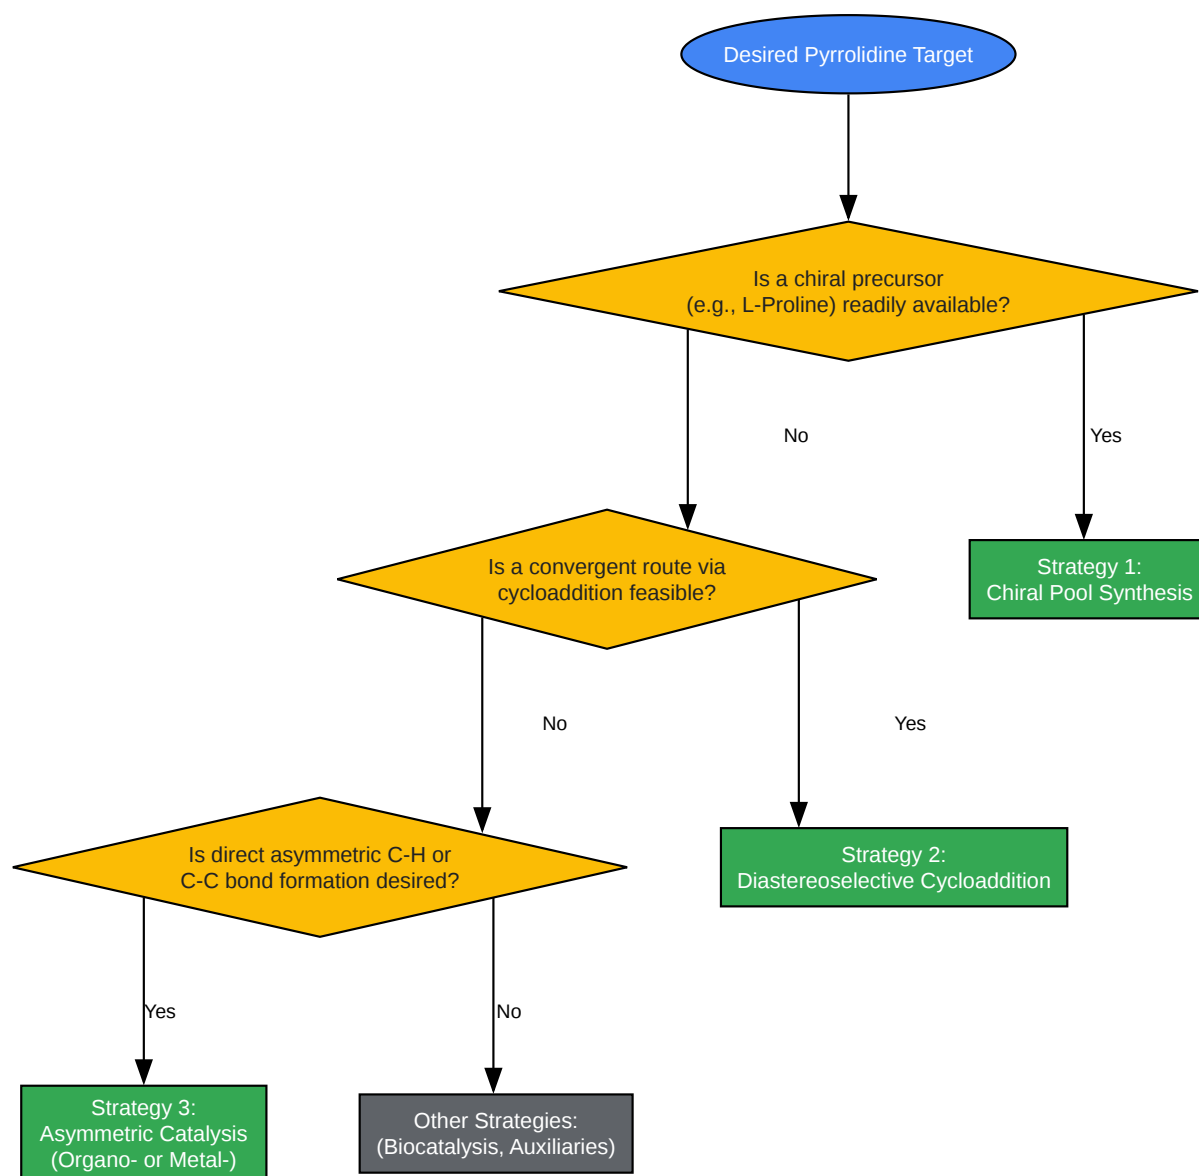 Desired Pyrrolidine Target
Is a chiral precursor
(e.g., L-Proline) readily available?
No
Yes
Is a convergent route via
cycloaddition feasible?
Strategy 1:
Chiral Pool Synthesis
No
Yes
Is direct asymmetric C-H or
C-C bond formation desired?
Strategy 2:
Diastereoselective Cycloaddition
Yes
No
Strategy 3:
Asymmetric Catalysis
(Organo- or Metal-)
Other Strategies:
(Biocatalysis, Auxiliaries)